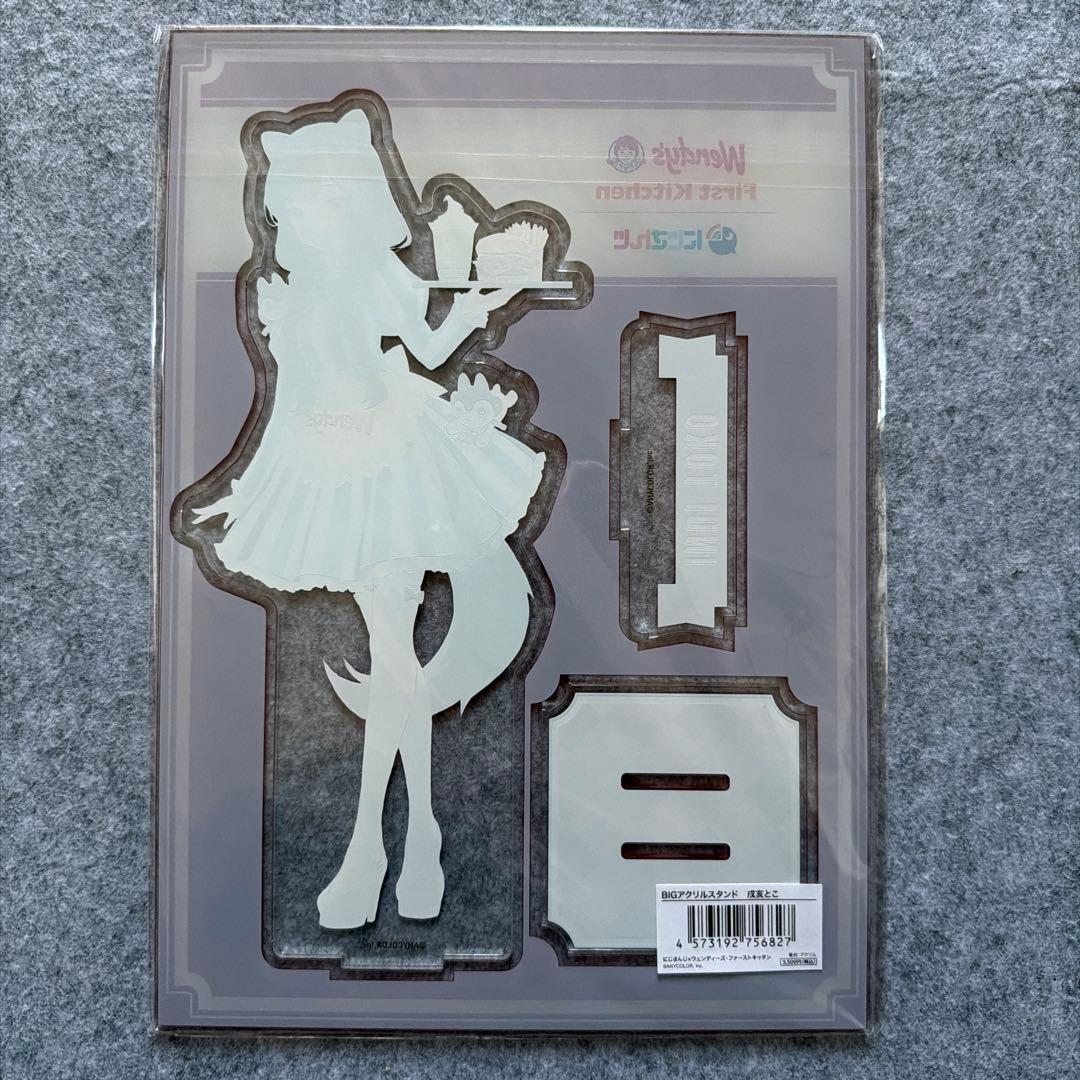 Wendy's
First Kitchen
にじさんじ
Wendy's
INUI TOKO
©ANYCOLOR, Inc.
©ANYCOLOR, Inc.
BIGアクリルスタンド 戌亥とこ
4 573192 756827
素材:アクリル
にじさんじ×ウェンディーズ・ファーストキッチン
5,500円(税込)
©ANYCOLOR, Inc.